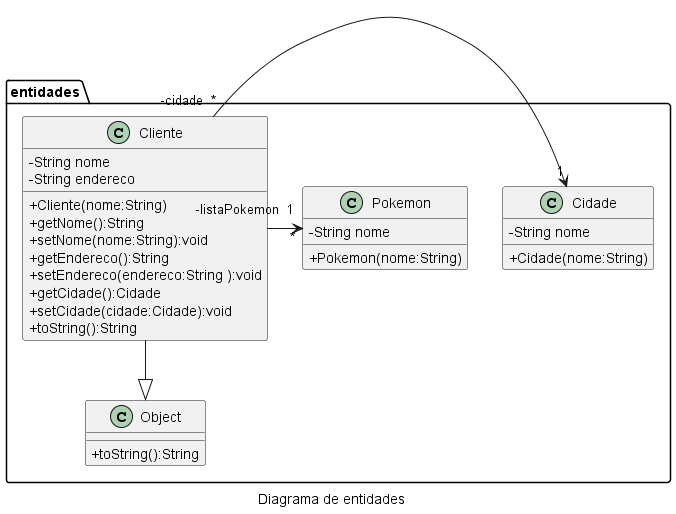 entidades
-cidade *
1
C Cliente
-String nome
-String endereco
+Cliente(nome:String)
+getNome():String
+setNome(nome:String):void
+getEndereco():String
+setEndereco(endereco:String ):void
+getCidade():Cidade
+setCidade(cidade:Cidade):void
+toString():String
-listaPokemon 1
*
C Pokemon
-String nome
+Pokemon(nome:String)
C Cidade
-String nome
+Cidade(nome:String)
C Object
+toString():String
Diagrama de entidades